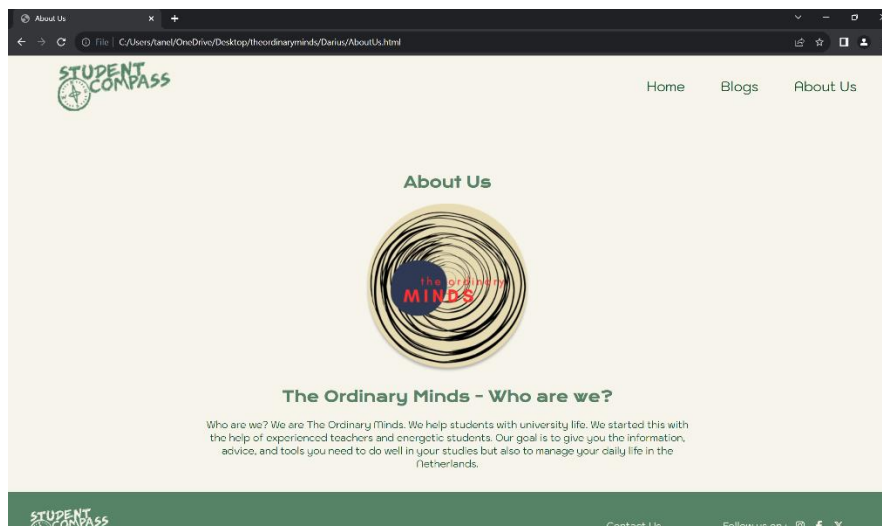 About Us
File
C:/Users/tanel/OneDrive/Desktop/theordinaryminds/Darius/AboutUs.html
STUDENT
COMPASS
Home Blogs About Us
About Us
the ordinary
MINDS
The Ordinary Minds - Who are we?
Who are we? We are The Ordinary Minds. We help students with university life. We started this with
the help of experienced teachers and energetic students. Our goal is to give you the information,
advice, and tools you need to do well in your studies but also to manage your daily life in the
Netherlands.
STUDENT
COMPASS
Contact Us Follow us on :